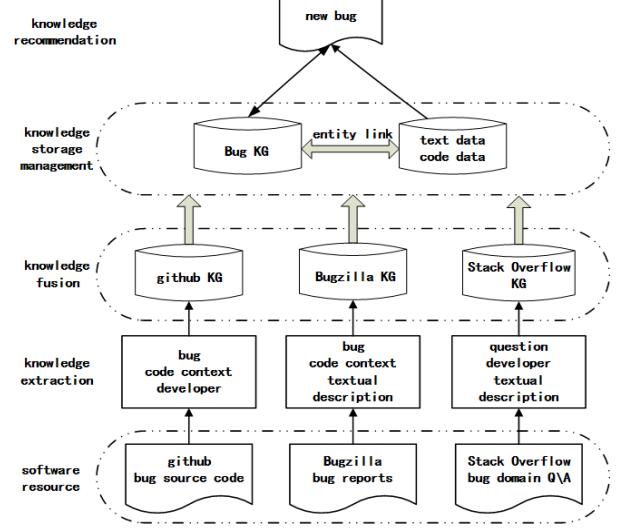 new bug
knowledge
recommendation
knowledge
storage
management
Bug KG
entity link
text data
code data
knowledge
fusion
github KG
Bugzilla KG
Stack Overflow
KG
knowledge
extraction
bug
code context
developer
bug
code context
textual
description
question
developer
textual
description
software
resource
github
bug source code
Bugzilla
bug reports
Stack Overflow
bug domain Q\A